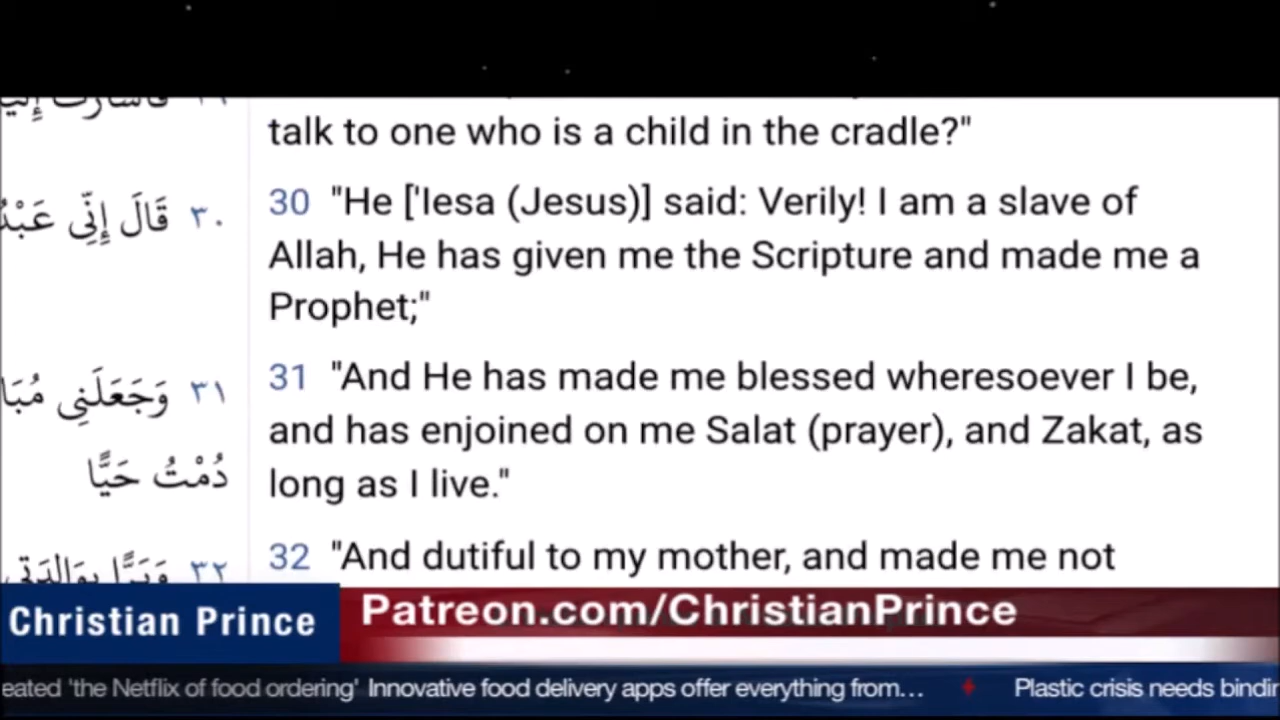 talk to one who is a child in the cradle?"
قَالَ إِنِّي ٣٠
30 "He ['Iesa (Jesus)] said: Verily! I am a slave of
Allah, He has given me the Scripture and made me a
Prophet;"
٣١ وَجَعَلَنِي
31 "And He has made me blessed wheresoever I be,
and has enjoined on me Salat (prayer), and Zakat, as
دُمْتُ حَيًّا
long as I live."
٣٢
32 "And dutiful to my mother, and made me not
Christian Prince
Patreon.com/ChristianPrince
'the Netflix of food ordering' Innovative food delivery apps offer everything from... Plastic crisis needs